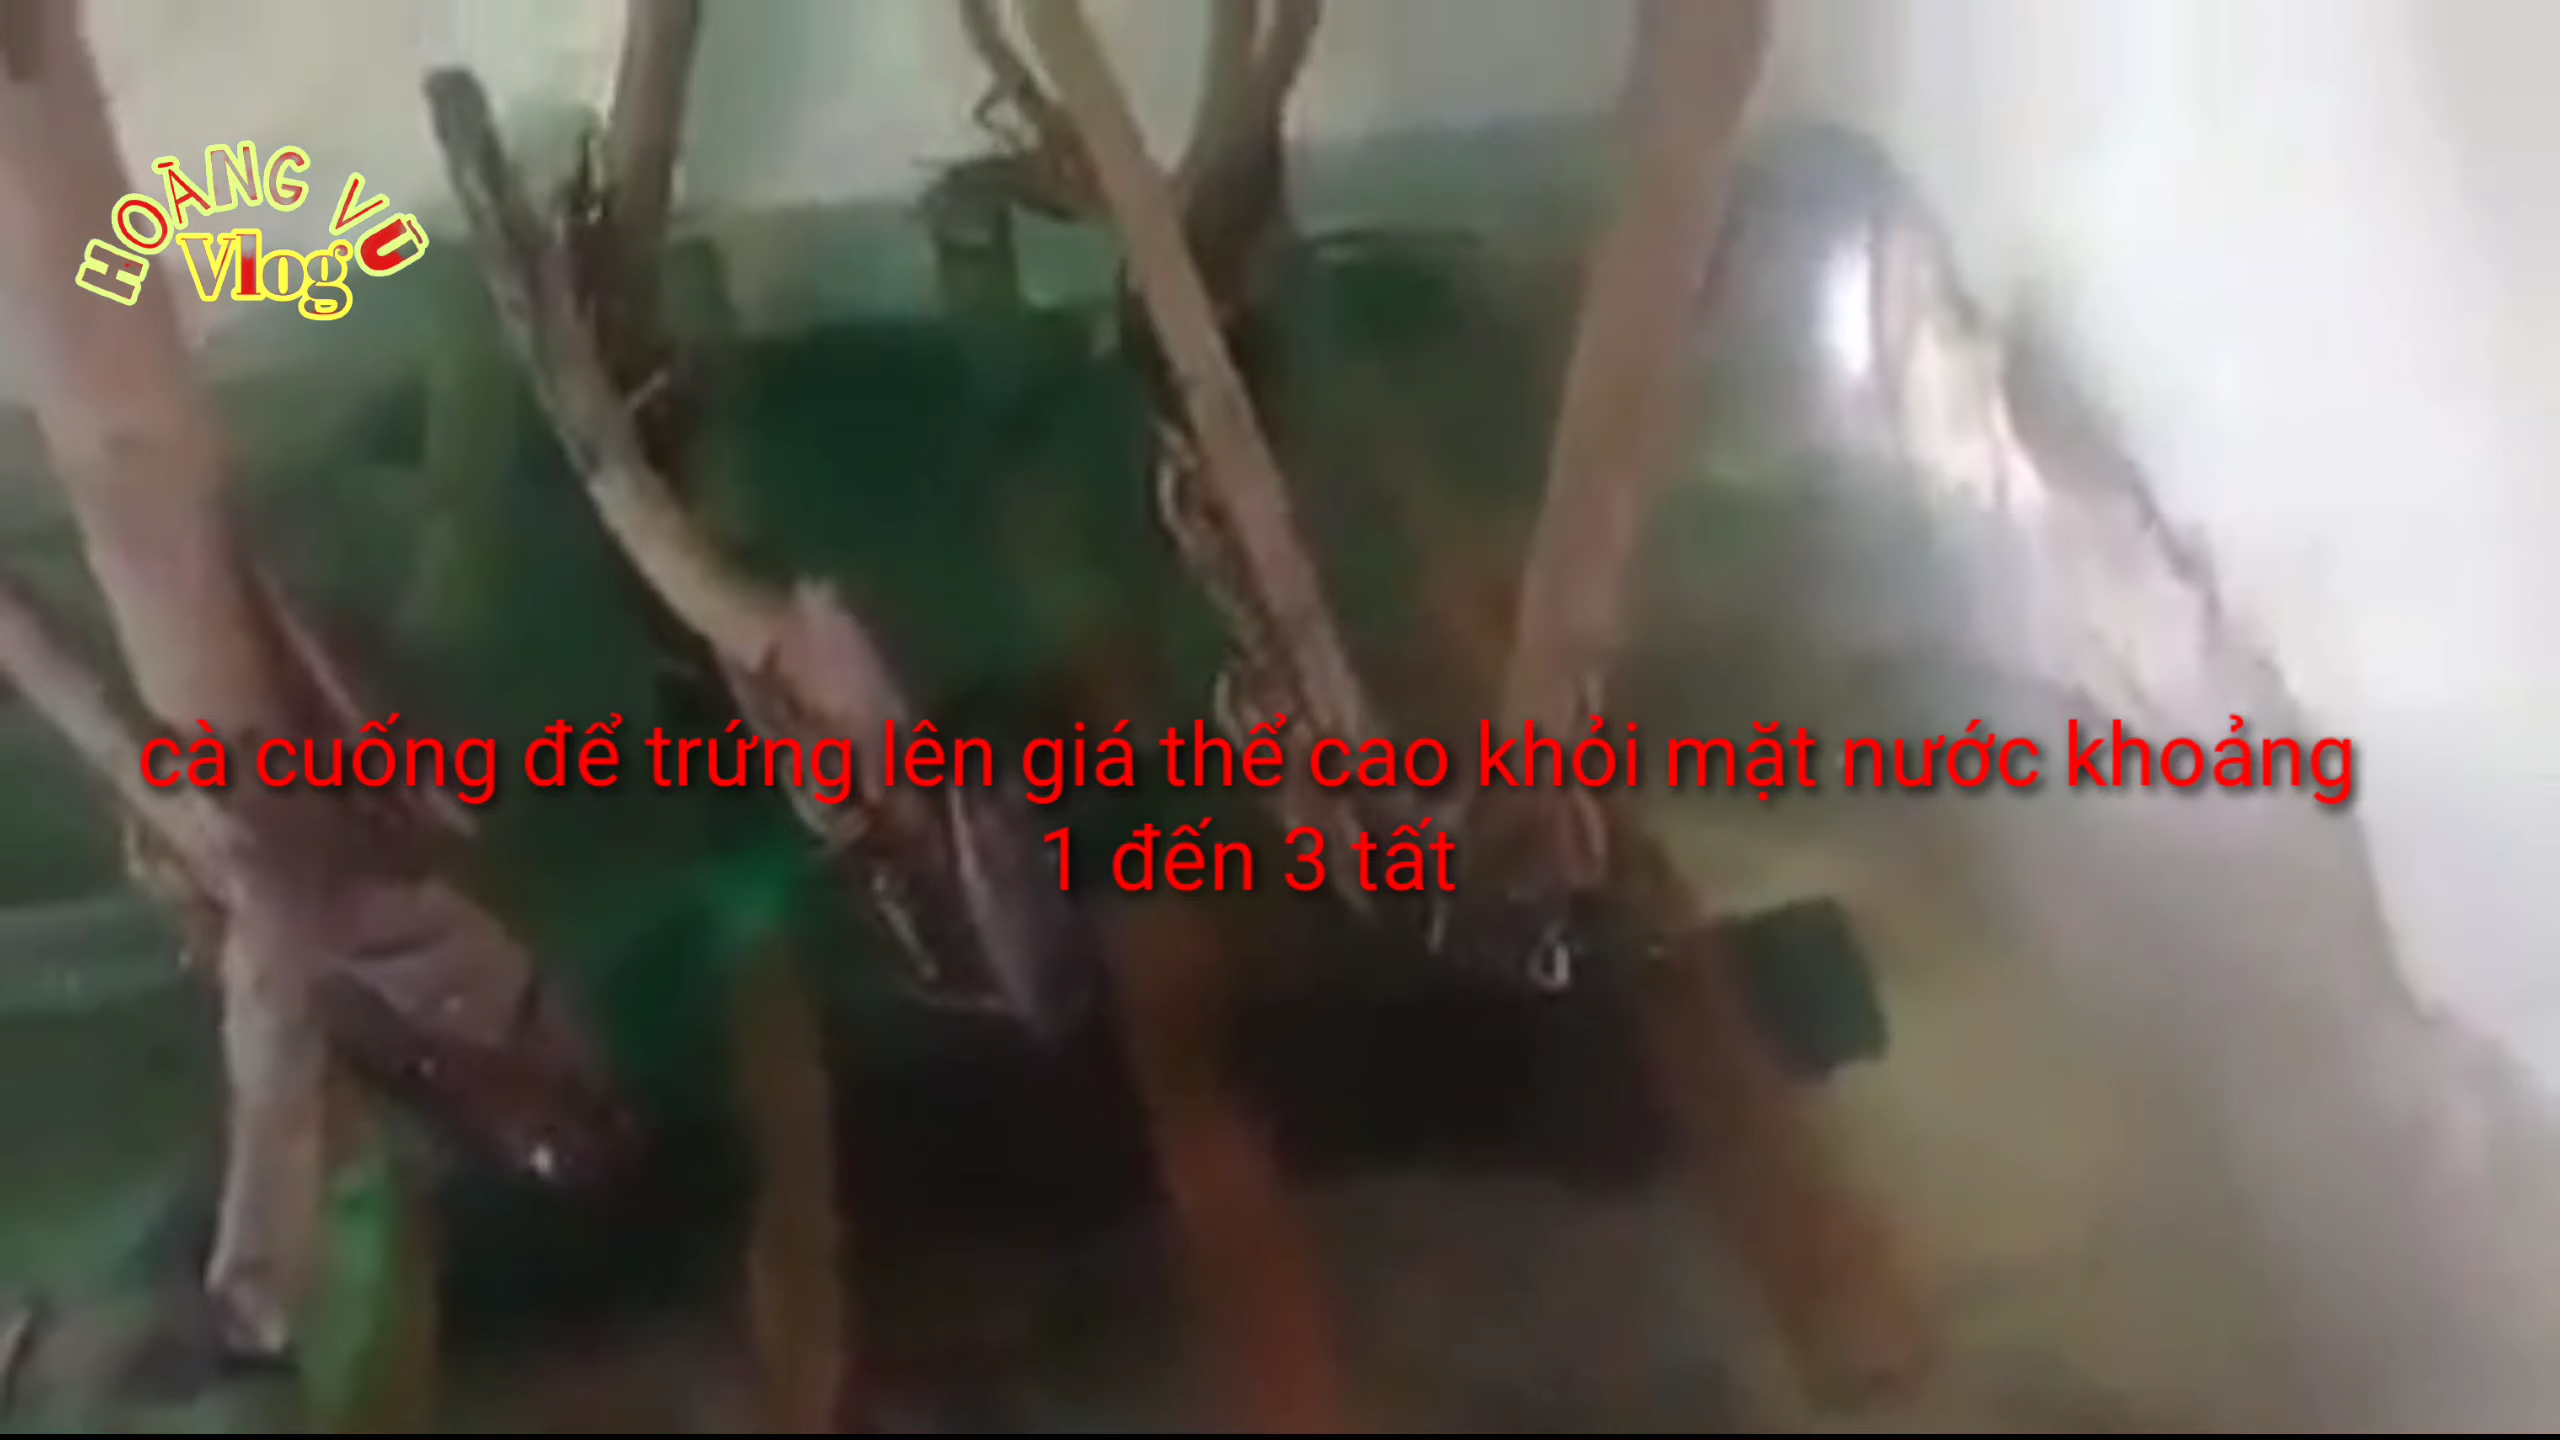 HOÀNG VŨ
Vlog
cà cuống để trứng lên giá thể cao khỏi mặt nước khoảng
1 đến 3 tất